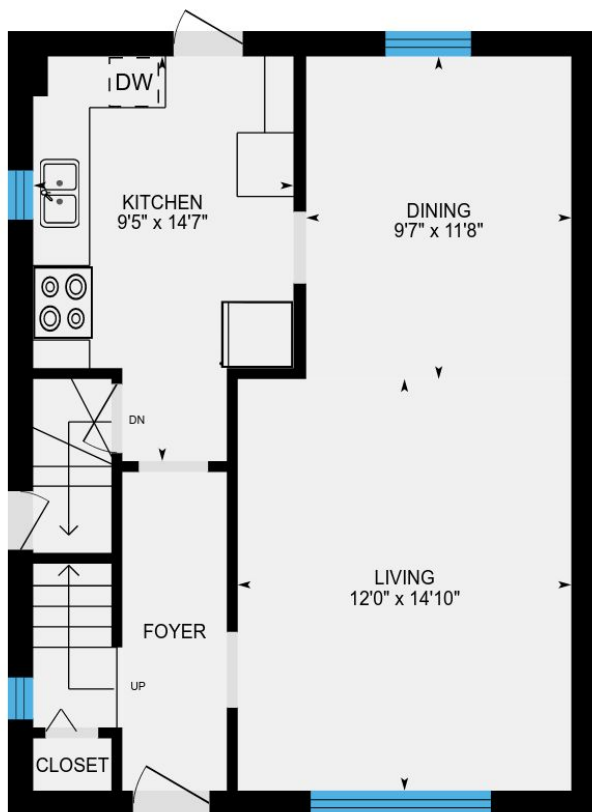 DW
KITCHEN
9'5" x 14'7"
DINING
9'7" x 11'8"
DN
LIVING
12'0" x 14'10"
FOYER
UP
CLOSET